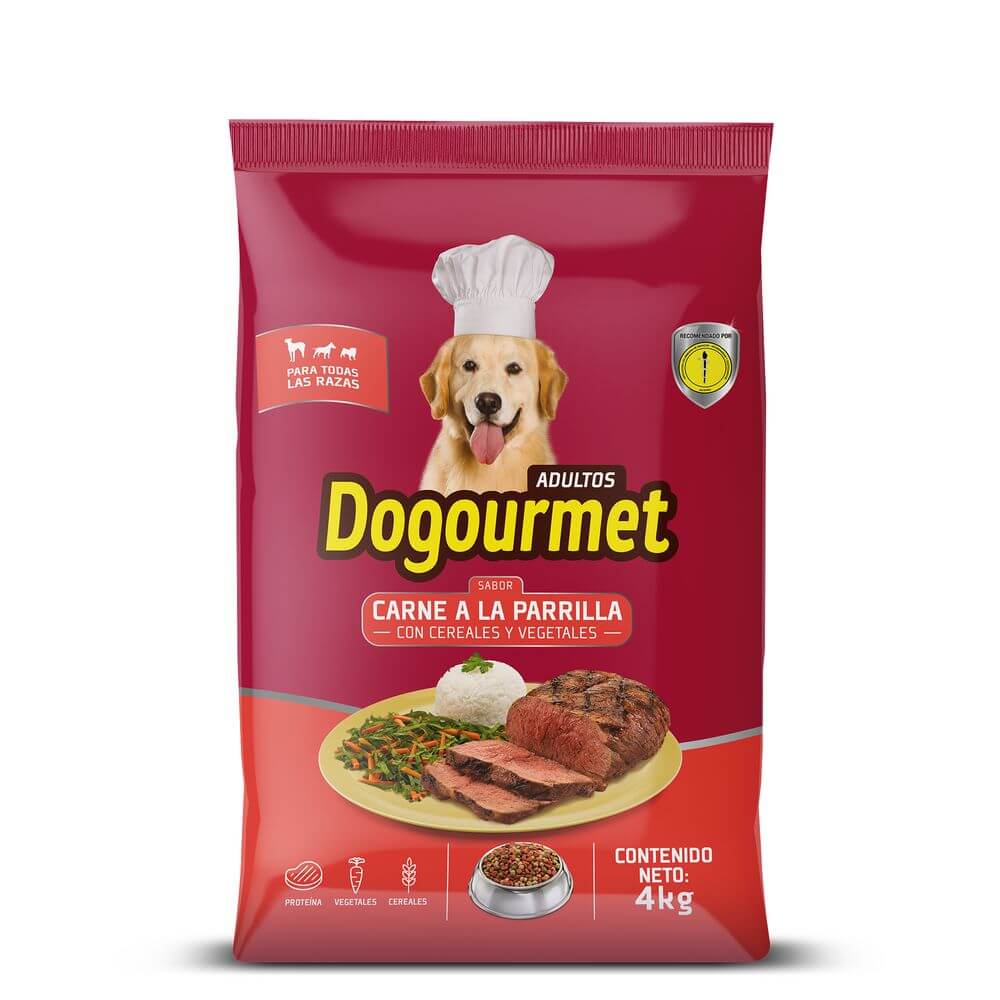 PARA TODAS
LAS RAZAS
RECOMENDADO POR
ADULTOS
Dogourmet
SABOR
CARNE A LA PARRILLA
CON CEREALES Y VEGETALES
PROTEÍNA
VEGETALES
CEREALES
CONTENIDO
NETO:
4kg